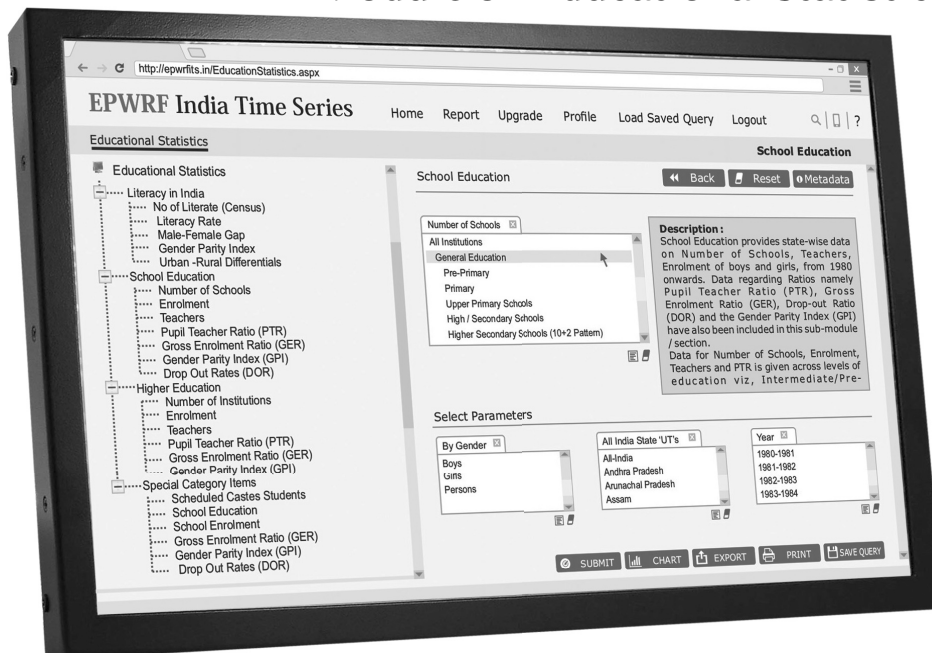 http://epwrfits.in/EducationStatistics.aspx
EPWRF India Time Series
Home Report Upgrade Profile Load Saved Query Logout ?
Educational Statistics
School Education
Educational Statistics
Literacy in India
No of Literate (Census)
Literacy Rate
Male-Female Gap
Gender Parity Index
Urban -Rural Differentials
School Education
Number of Schools
Enrolment
Teachers
Pupil Teacher Ratio (PTR)
Gross Enrolment Ratio (GER)
Gender Parity Index (GPI)
Drop Out Rates (DOR)
Higher Education
Number of Institutions
Enrolment
Teachers
Pupil Teacher Ratio (PTR)
Gross Enrolment Ratio (GER)
Gender Parity Index (GPI)
Special Category Items
Scheduled Castes Students
School Education
School Enrolment
Gross Enrolment Ratio (GER)
Gender Parity Index (GPI)
Drop Out Rates (DOR)
School Education
Back Reset Metadata
Number of Schools
All Institutions
General Education
Pre-Primary
Primary
Upper Primary Schools
High / Secondary Schools
Higher Secondary Schools (10+2 Pattern)
Description :
School Education provides state-wise data
on Number of Schools, Teachers,
Enrolment of boys and girls, from 1980
onwards. Data regarding Ratios namely
Pupil Teacher Ratio (PTR), Gross
Enrolment Ratio (GER), Drop-out Ratio
(DOR) and the Gender Parity Index (GPI)
have also been included in this sub-module
/ section.
Data for Number of Schools, Enrolment,
Teachers and PTR is given across levels of
education viz, Intermediate/Pre-
Select Parameters
By Gender
Boys
Girls
Persons
All India State 'UT's
All-India
Andhra Pradesh
Arunachal Pradesh
Assam
Year
1980-1981
1981-1982
1982-1983
1983-1984
SUBMIT CHART EXPORT PRINT SAVE QUERY